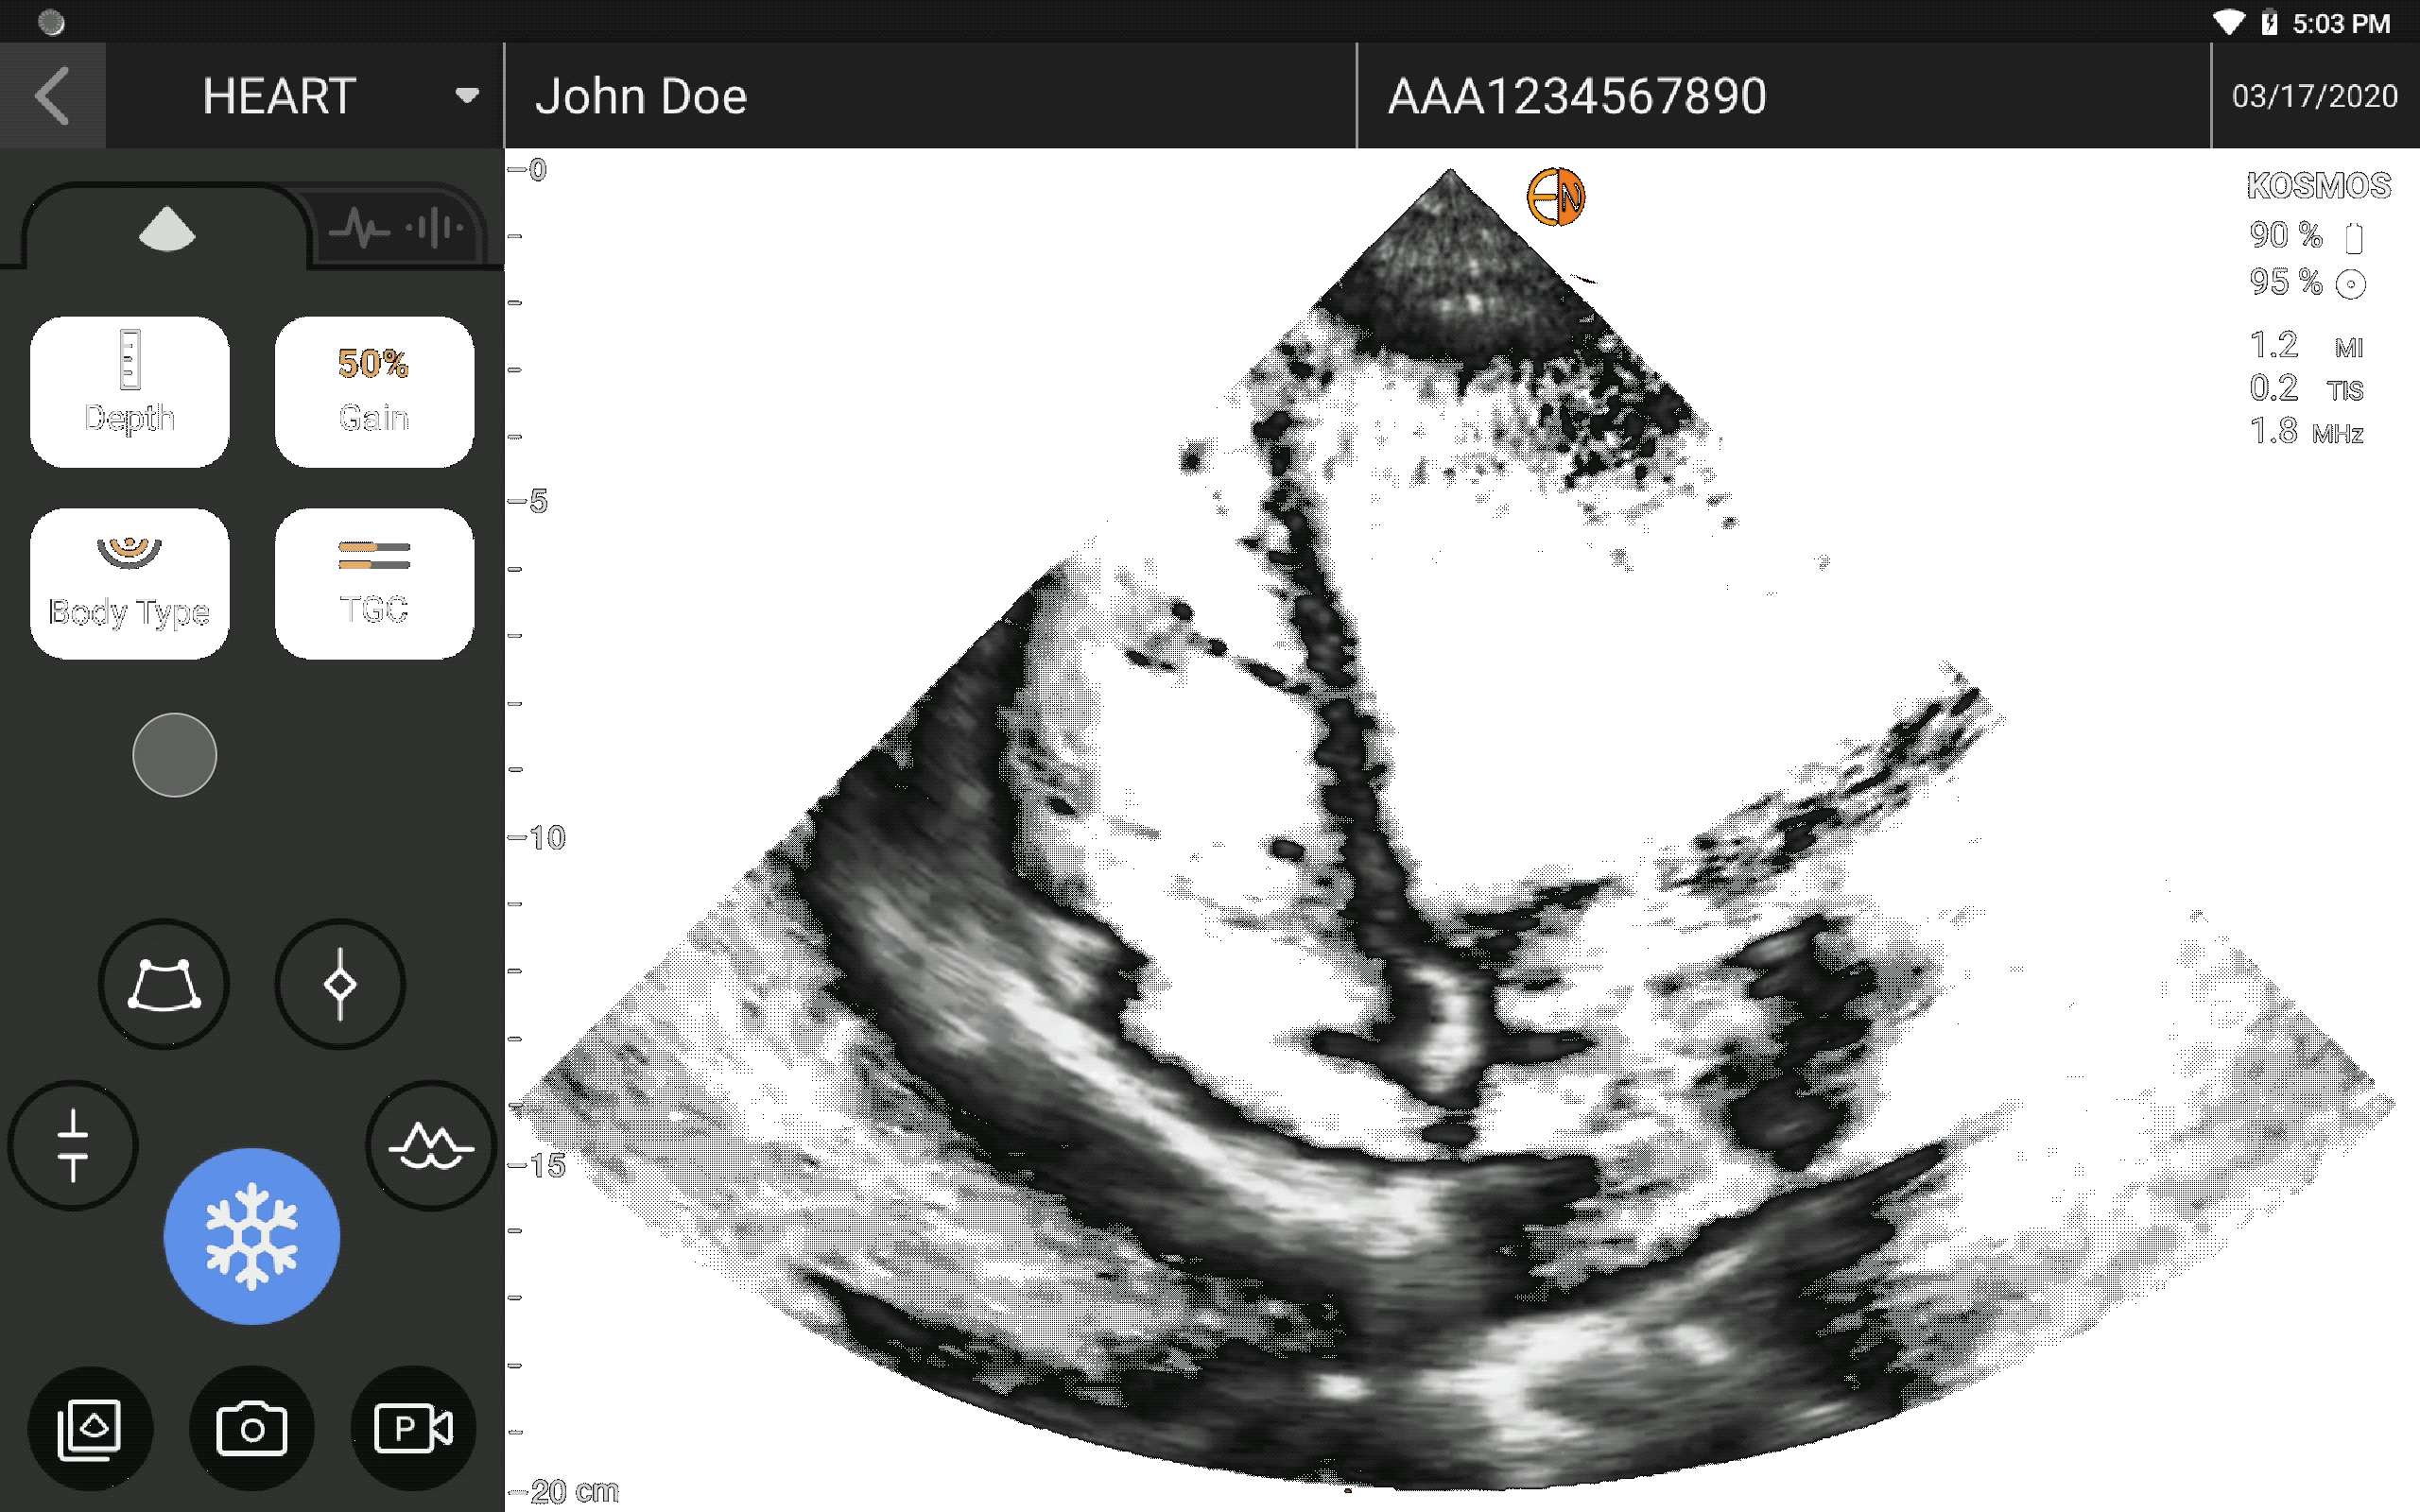 5:03 PM
HEART
John Doe
AAA1234567890
03/17/2020
KOSMOS
90 %
95 %
1.2 MI
0.2 TIS
1.8 MHz
Depth
50%
Gain
Body Type
TGC
P
0
5
10
15
20 cm
EN